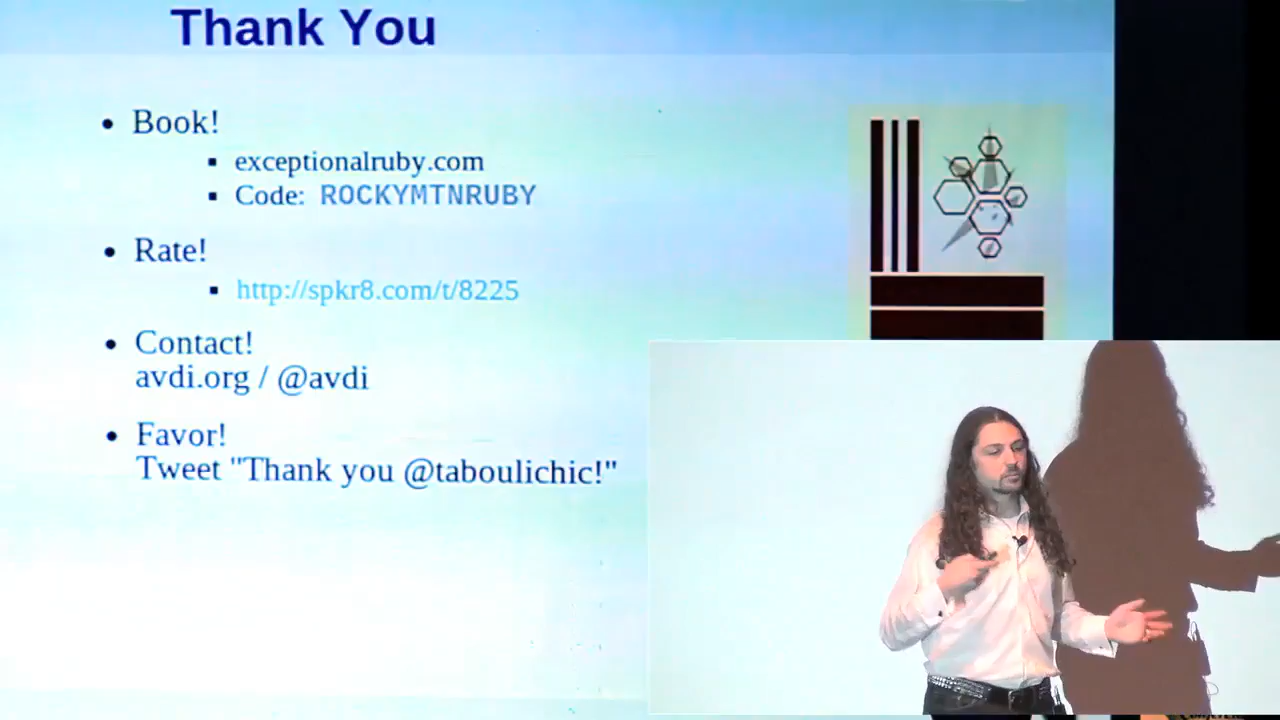 Thank You
Book!
exceptionalruby.com
Code: ROCKYMTNRUBY
Rate!
http://spkr8.com/t/8225
Contact!
avdi.org / @avdi
Favor!
Tweet "Thank you @taboulichic!"